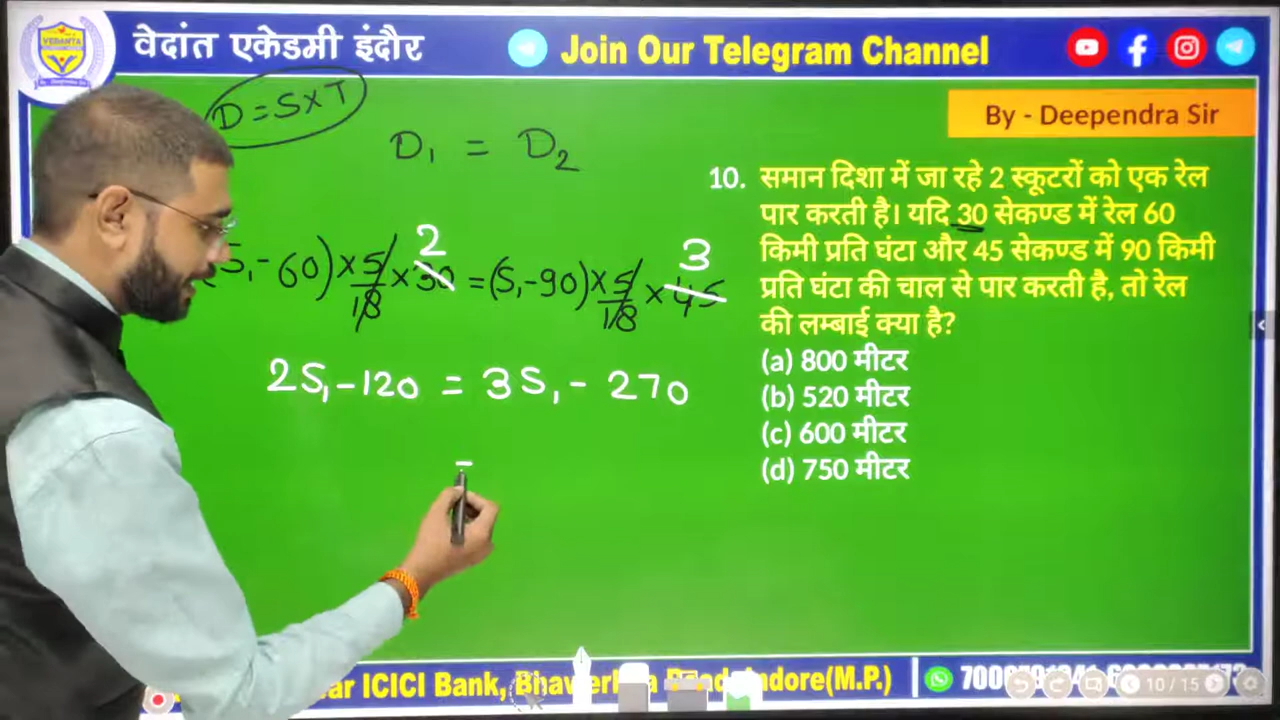 वेदांत एकेडमी इंदौर
Join Our Telegram Channel
VEDANTA
By - Deependra Sir
D = S×T
D₁ = D₂
S₁-60)×5/18×30 2 = (S₁-90)×5/18×45 3
2S₁-120 = 3S₁- 270
10. समान दिशा में जा रहे 2 स्कूटरों को एक रेल
पार करती है। यदि 30 सेकण्ड में रेल 60
किमी प्रति घंटा और 45 सेकण्ड में 90 किमी
प्रति घंटा की चाल से पार करती है, तो रेल
की लम्बाई क्या है?
(a) 800 मीटर
(b) 520 मीटर
(c) 600 मीटर
(d) 750 मीटर
ICICI Bank,
(M.P.)
10 / 15